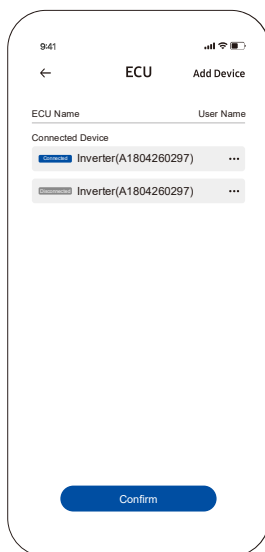 9:41
ECU Add Device
ECU Name User Name
Connected Device
Connected Inverter(A1804260297)
Disconnected Inverter(A1804260297)
Confirm